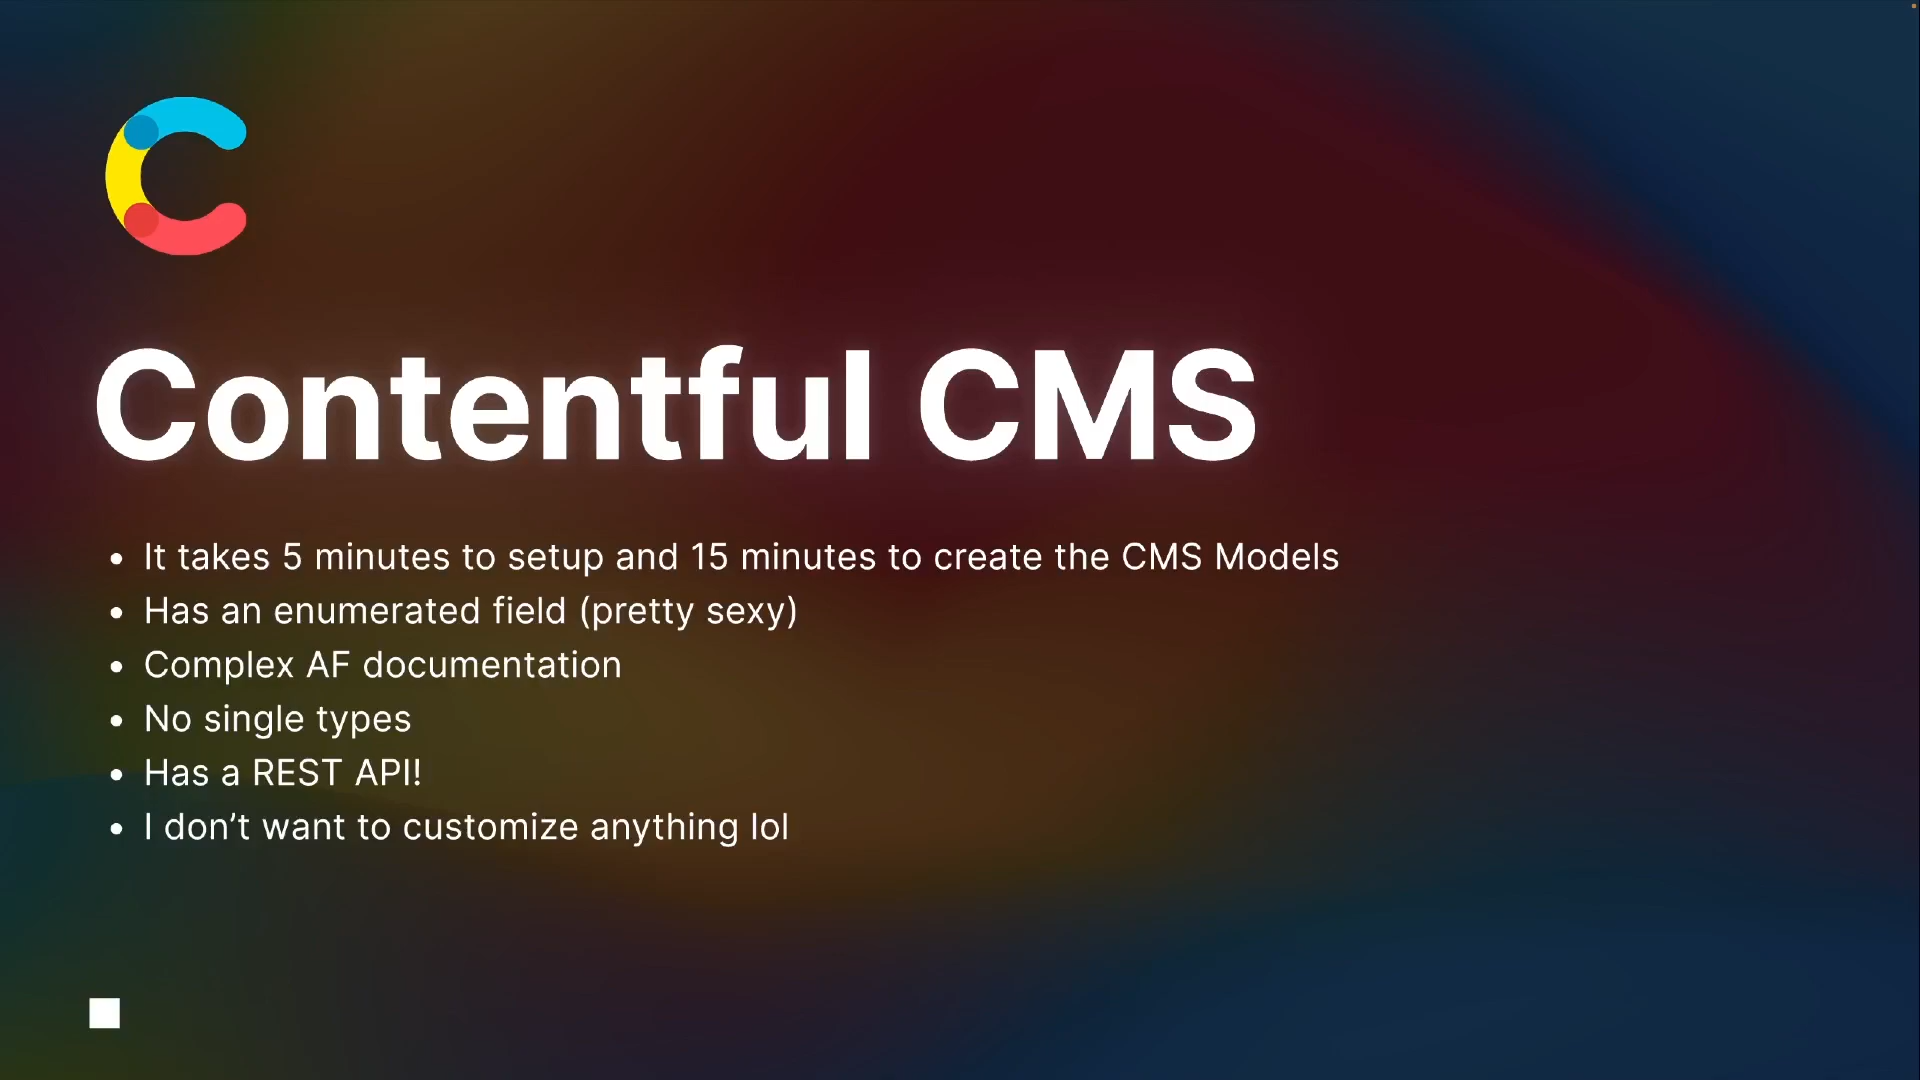 Contentful CMS
• It takes 5 minutes to setup and 15 minutes to create the CMS Models
• Has an enumerated field (pretty sexy)
• Complex AF documentation
• No single types
• Has a REST API!
• I don’t want to customize anything lol